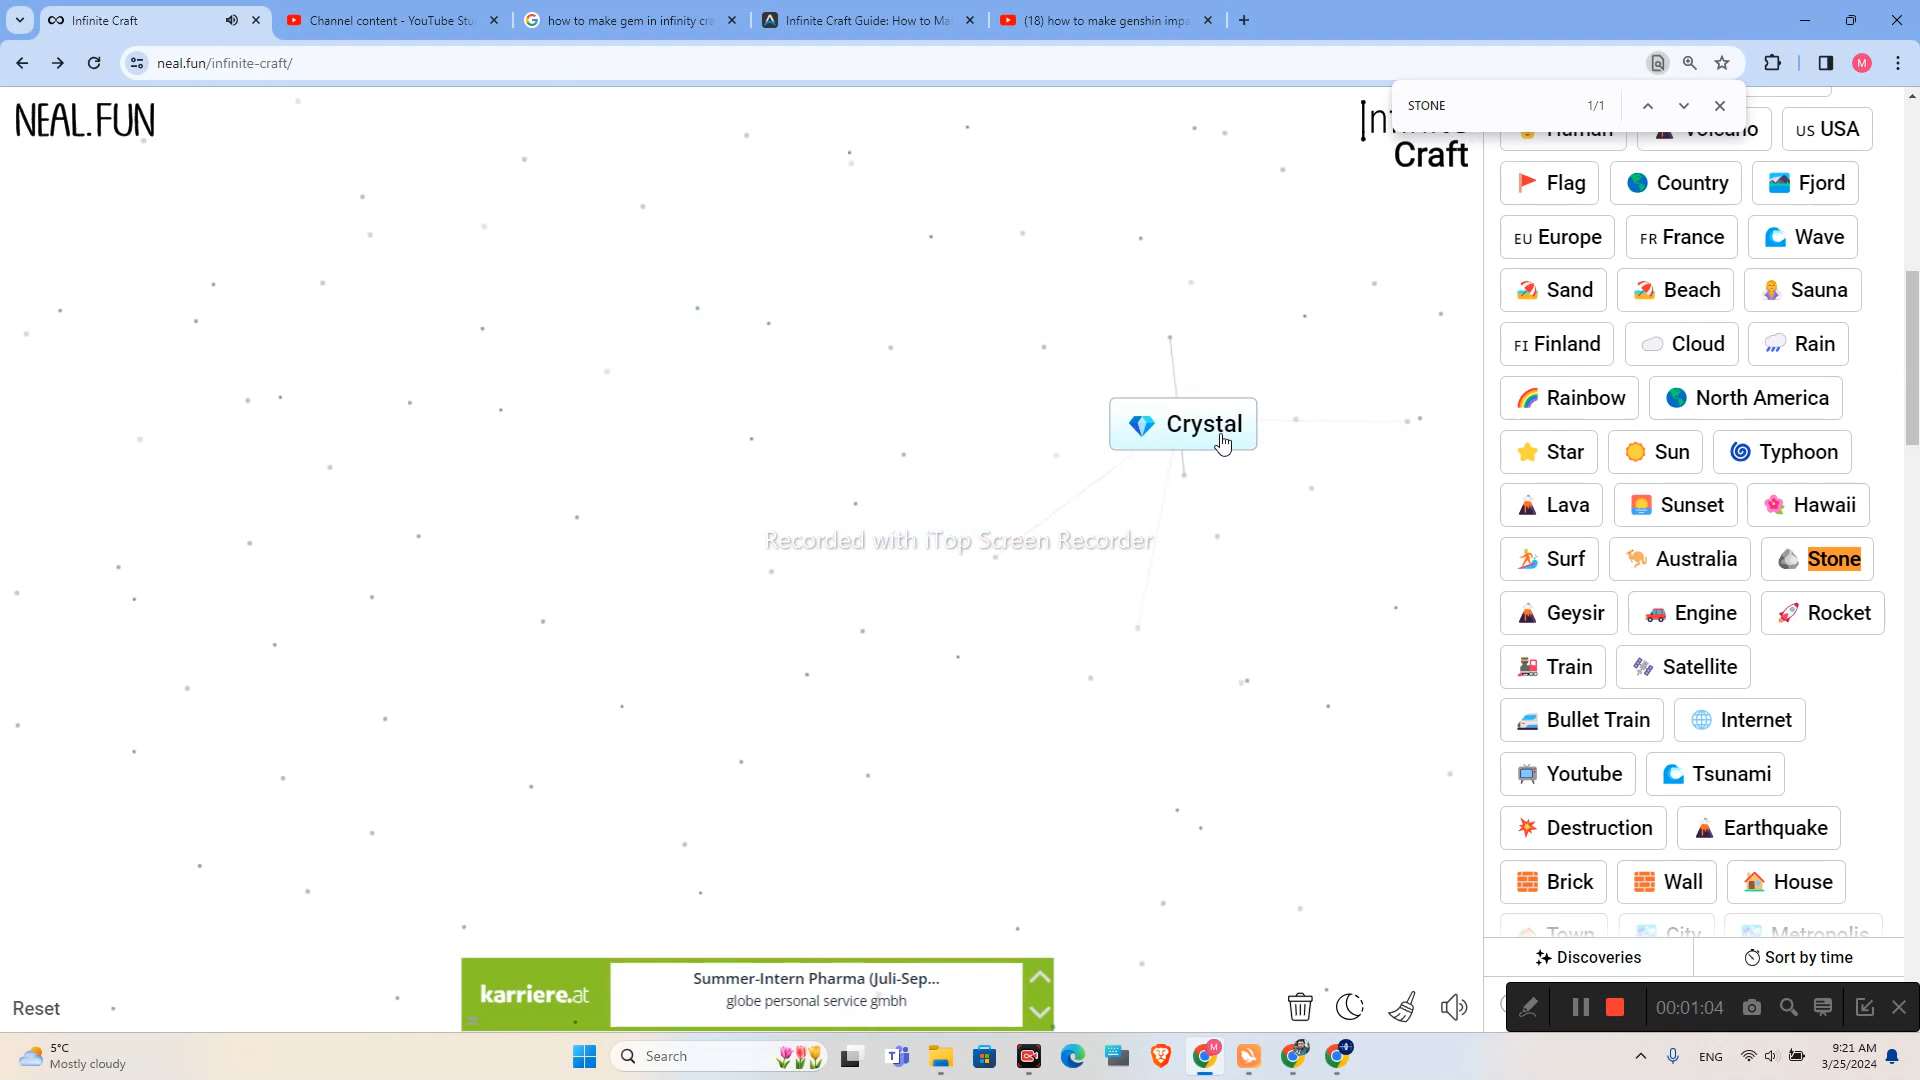 Infinite Craft
Channel content - YouTube Stu
how to make gem in infinity cra
Infinite Craft Guide: How to Ma
(18) how to make genshin impa
neal.fun/infinite-craft/
STONE
1/1
NEAL.FUN
Infinite
Craft
Human
Volcano
US USA
Flag
Country
Fjord
EU Europe
FR France
Wave
Sand
Beach
Sauna
FI Finland
Cloud
Rain
Rainbow
North America
Star
Sun
Typhoon
Crystal
Lava
Sunset
Hawaii
Recorded with iTop Screen Recorder
Surf
Australia
Stone
Geysir
Engine
Rocket
Train
Satellite
Bullet Train
Internet
Youtube
Tsunami
Destruction
Earthquake
Brick
Wall
House
Town
City
Metropolis
Discoveries
Sort by time
karriere.at
Summer-Intern Pharma (Juli-Sep...
globe personal service gmbh
Reset
00:01:04
5°C
Mostly cloudy
Search
ENG
9:21 AM
3/25/2024